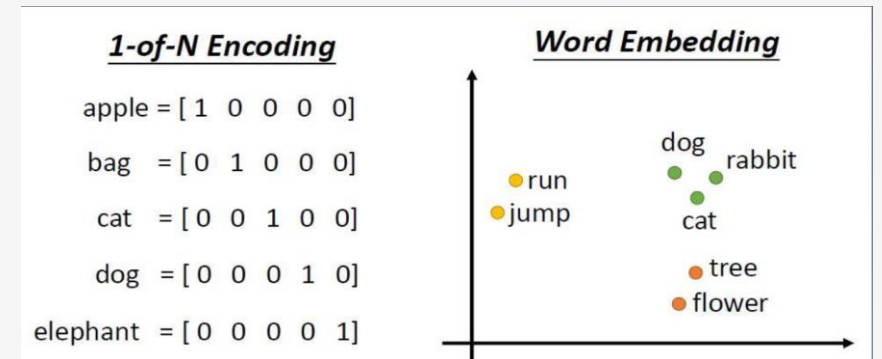 1-of-N Encoding
apple = [ 1 0 0 0 0]
bag = [ 0 1 0 0 0]
cat = [ 0 0 1 0 0]
dog = [ 0 0 0 1 0]
elephant = [ 0 0 0 0 1]
Word Embedding
dog
rabbit
run
jump
cat
tree
flower